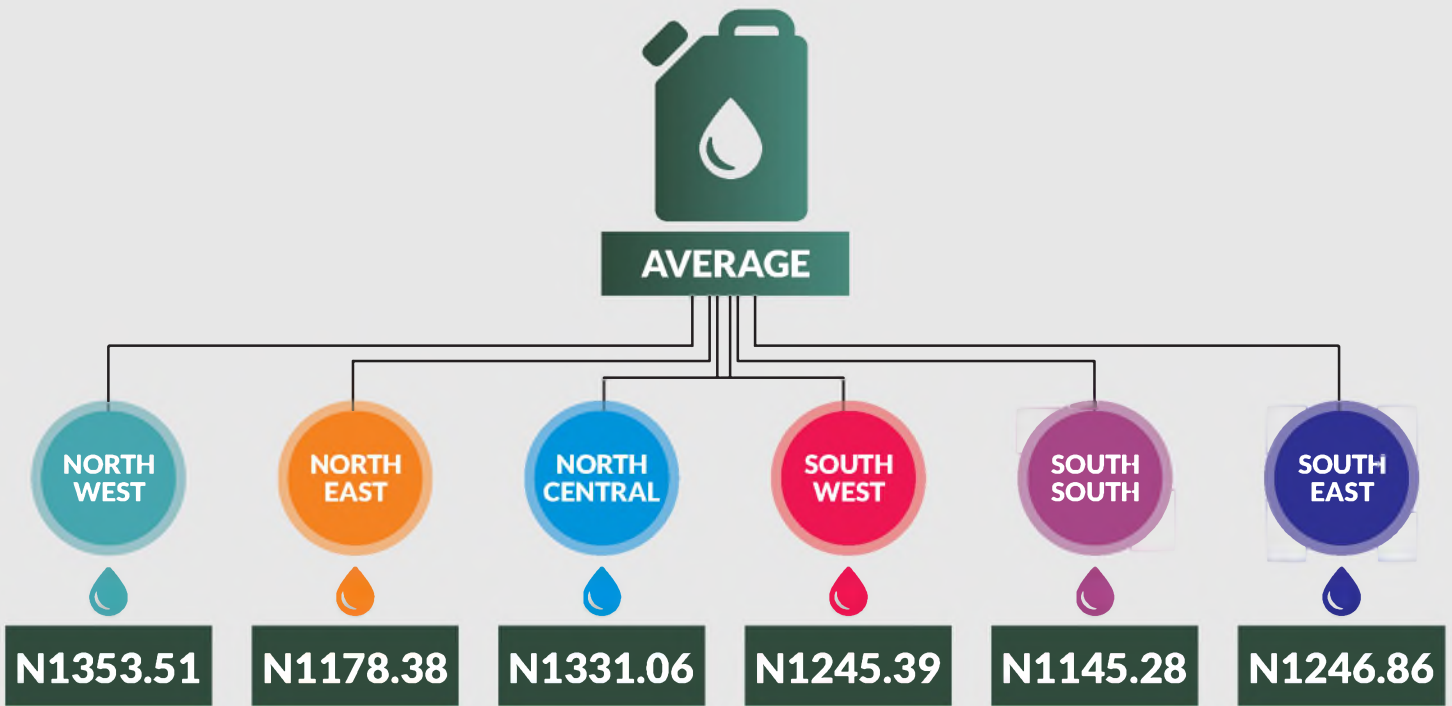 AVERAGE
NORTH
WEST
NORTH
EAST
NORTH
CENTRAL
SOUTH
WEST
SOUTH
SOUTH
SOUTH
EAST
N1353.51
N1178.38
N1331.06
N1245.39
N1145.28
N1246.86